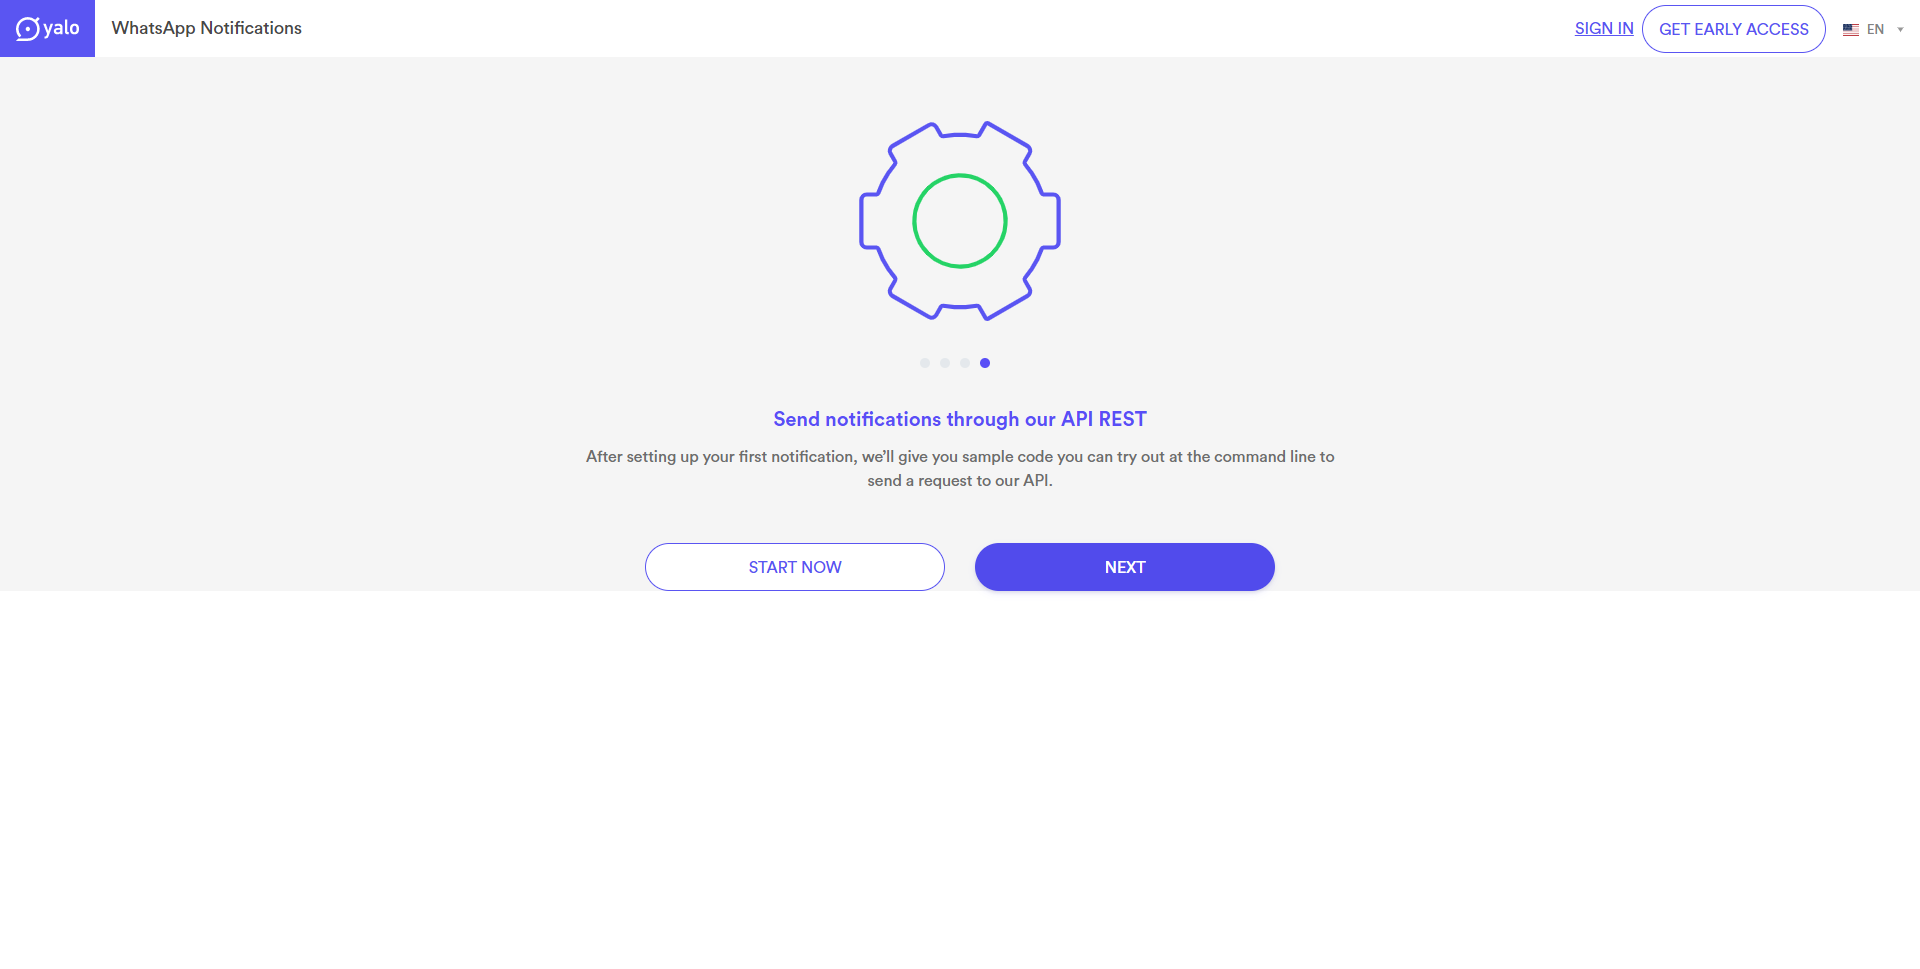 yalo
WhatsApp Notifications
SIGN IN
GET EARLY ACCESS
EN
Send notifications through our API REST
After setting up your first notification, we’ll give you sample code you can try out at the command line to
send a request to our API.
START NOW
NEXT